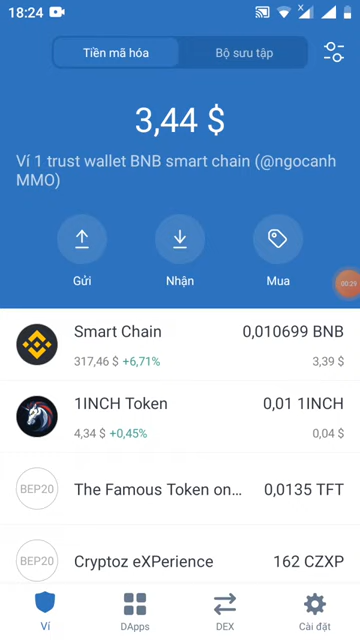 18:24
Tiền mã hóa
Bộ sưu tập
3,44 $
Ví 1 trust wallet BNB smart chain (@ngocanh
MMO)
Gửi
Nhận
Mua
00:29
Smart Chain
0,010699 BNB
317,46 $ +6,71%
3,39 $
1INCH Token
0,01 1INCH
4,34 $ +0,45%
0,04 $
BEP20
The Famous Token on...
0,0135 TFT
BEP20
Cryptoz eXPerience
162 CZXP
Ví
DApps
DEX
Cài đặt